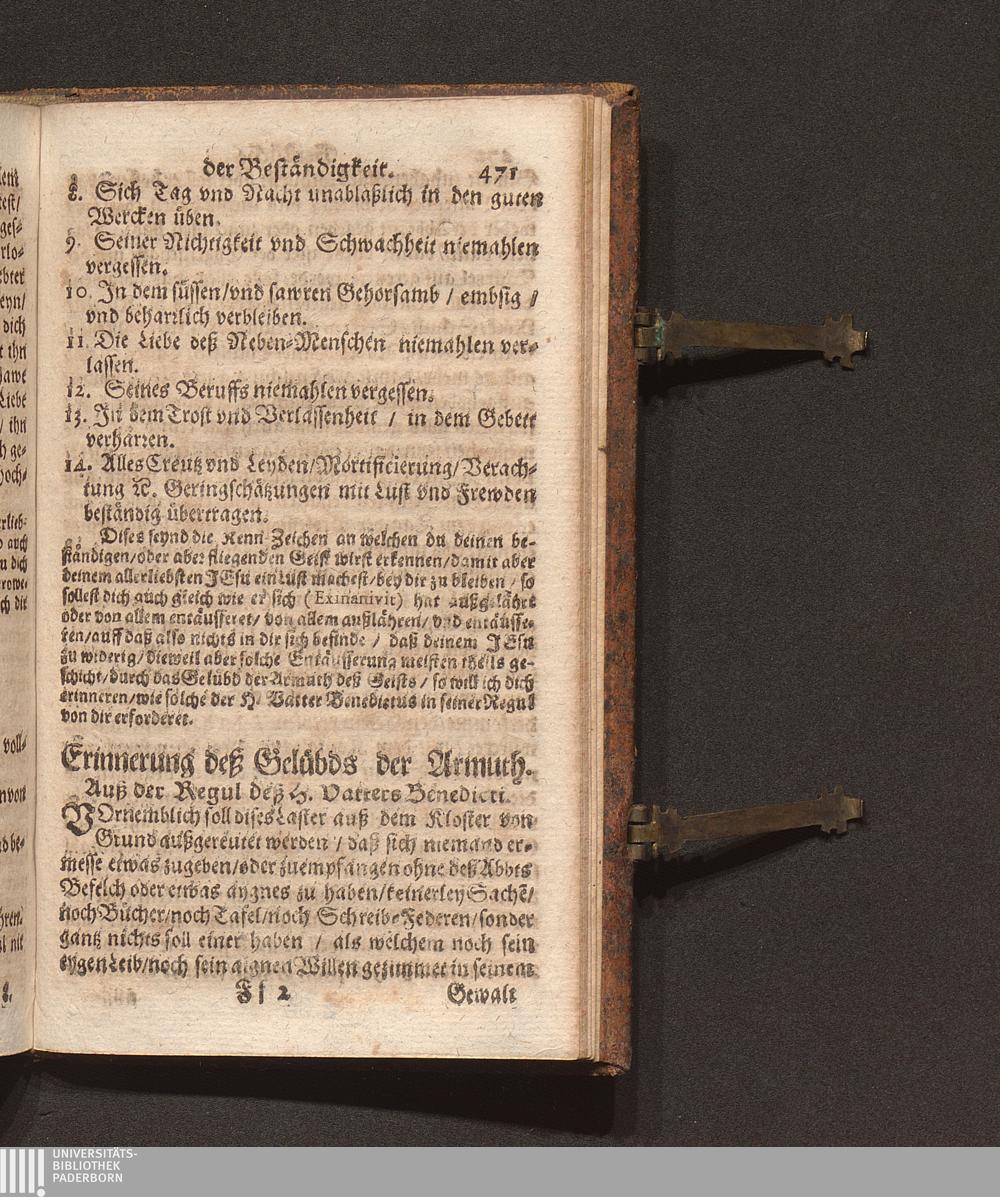 der Beständigkeit. 471
8. Sich Tag vnd Nacht unabläßlich in den guten
Wercken üben.
9. Seiner Nichtigkeit vnd Schwachheit niemahlen
vergessen.
10. In dem süssen/vnd sawren Gehorsamb / embsig /
vnd beharrlich verbleiben.
11. Die Liebe deß Neben-Menschen niemahlen ver-
lassen.
12. Seines Beruffs niemahlen vergessen.
13. In dem Trost vnd Verlassenheit / in dem Gebett
verharren.
14. Alles Creutz vnd Leyden/Mortificierung/Verach-
tung ꝛc. Geringschätzungen mit Lust vnd Frewden
beständig übertragen.
Dises seynd die Kenn-Zeichen an welchen du deinen be-
ständigen/oder aber fliegenden Geist wirst erkennen/damit aber
deinem allerliebsten JEsu ein Lust machest/bey dir zu bleiben / so
sollest dich auch gleich wie er sich (Exinanivit) hat außgelährt
oder von allem entäusseret/ von allem außlähren/ vnd entäusse-
ren/auff daß also nichts in dir sich befinde / daß deinem JEsu
zu widerig/dieweil aber solche Entäusserung meisten theils ge-
schicht/durch das Gelübd der Armuth deß Geists / so will ich dich
erinneren/wie solche der H. Vatter Benedictus in seiner Regul
von dir erforderet.
Erinnerung deß Gelübds der Armuth.
Auß der Regul deß H. Vatters Benedicti.
VOrnemblich soll dises Laster auß dem Kloster von
Grund außgereutet werden / daß sich niemand er-
messe etwas zugeben/oder zuempfangen ohne deß Abbts
Befelch oder etwas aygnes zu haben/keinerley Sachē/
noch Bücher/noch Tafel/noch Schreib-Federen/sonder
gantz nichts soll einer haben / als welchem noch sein
eygen Leib/noch sein aignen Willen gezimmet in seinem
Ff 2 Gewalt
UNIVERSITÄTS-
BIBLIOTHEK
PADERBORN